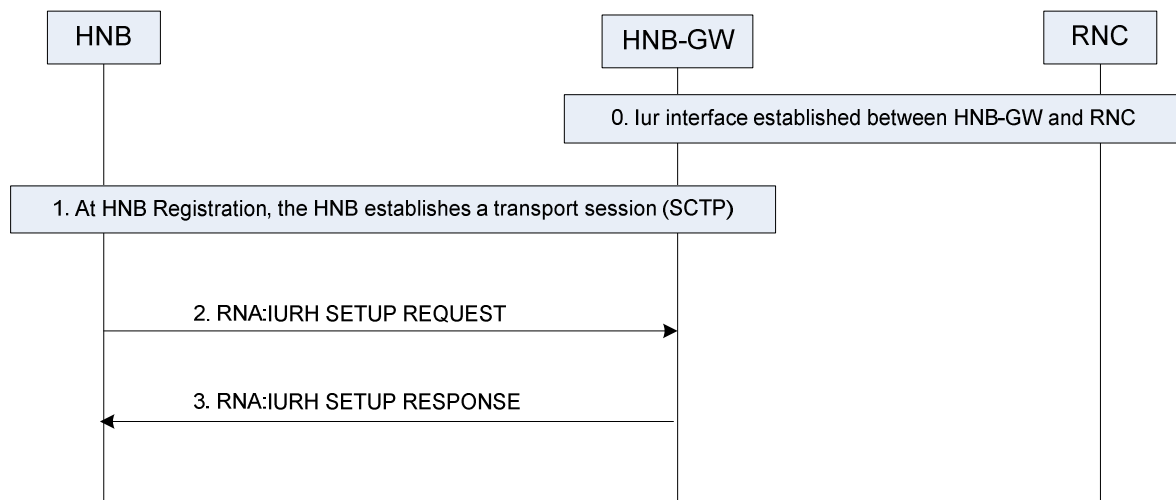 HNB
HNB-GW
RNC
0. Iur interface established between HNB-GW and RNC
1. At HNB Registration, the HNB establishes a transport session (SCTP)
2. RNA:IURH SETUP REQUEST
3. RNA:IURH SETUP RESPONSE